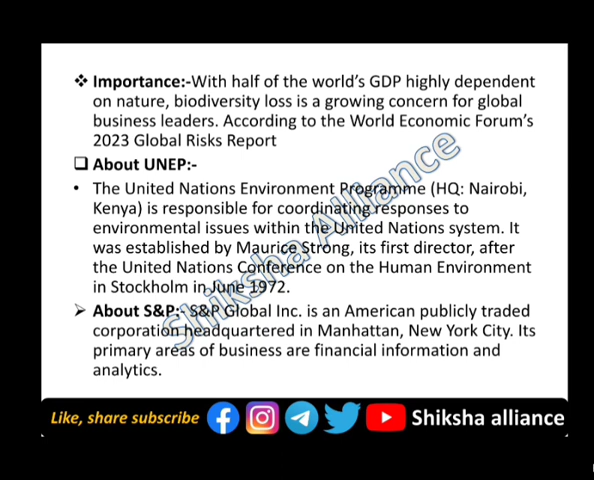 ❖ Importance:-With half of the world's GDP highly dependent
on nature, biodiversity loss is a growing concern for global
business leaders. According to the World Economic Forum's
2023 Global Risks Report
❑ About UNEP:-
• The United Nations Environment Programme (HQ: Nairobi,
Kenya) is responsible for coordinating responses to
environmental issues within the United Nations system. It
was established by Maurice Strong, its first director, after
the United Nations Conference on the Human Environment
in Stockholm in June 1972.
➢ About S&P:- S&P Global Inc. is an American publicly traded
corporation headquartered in Manhattan, New York City. Its
primary areas of business are financial information and
analytics.
Shiksha Alliance
Like, share subscribe Shiksha alliance